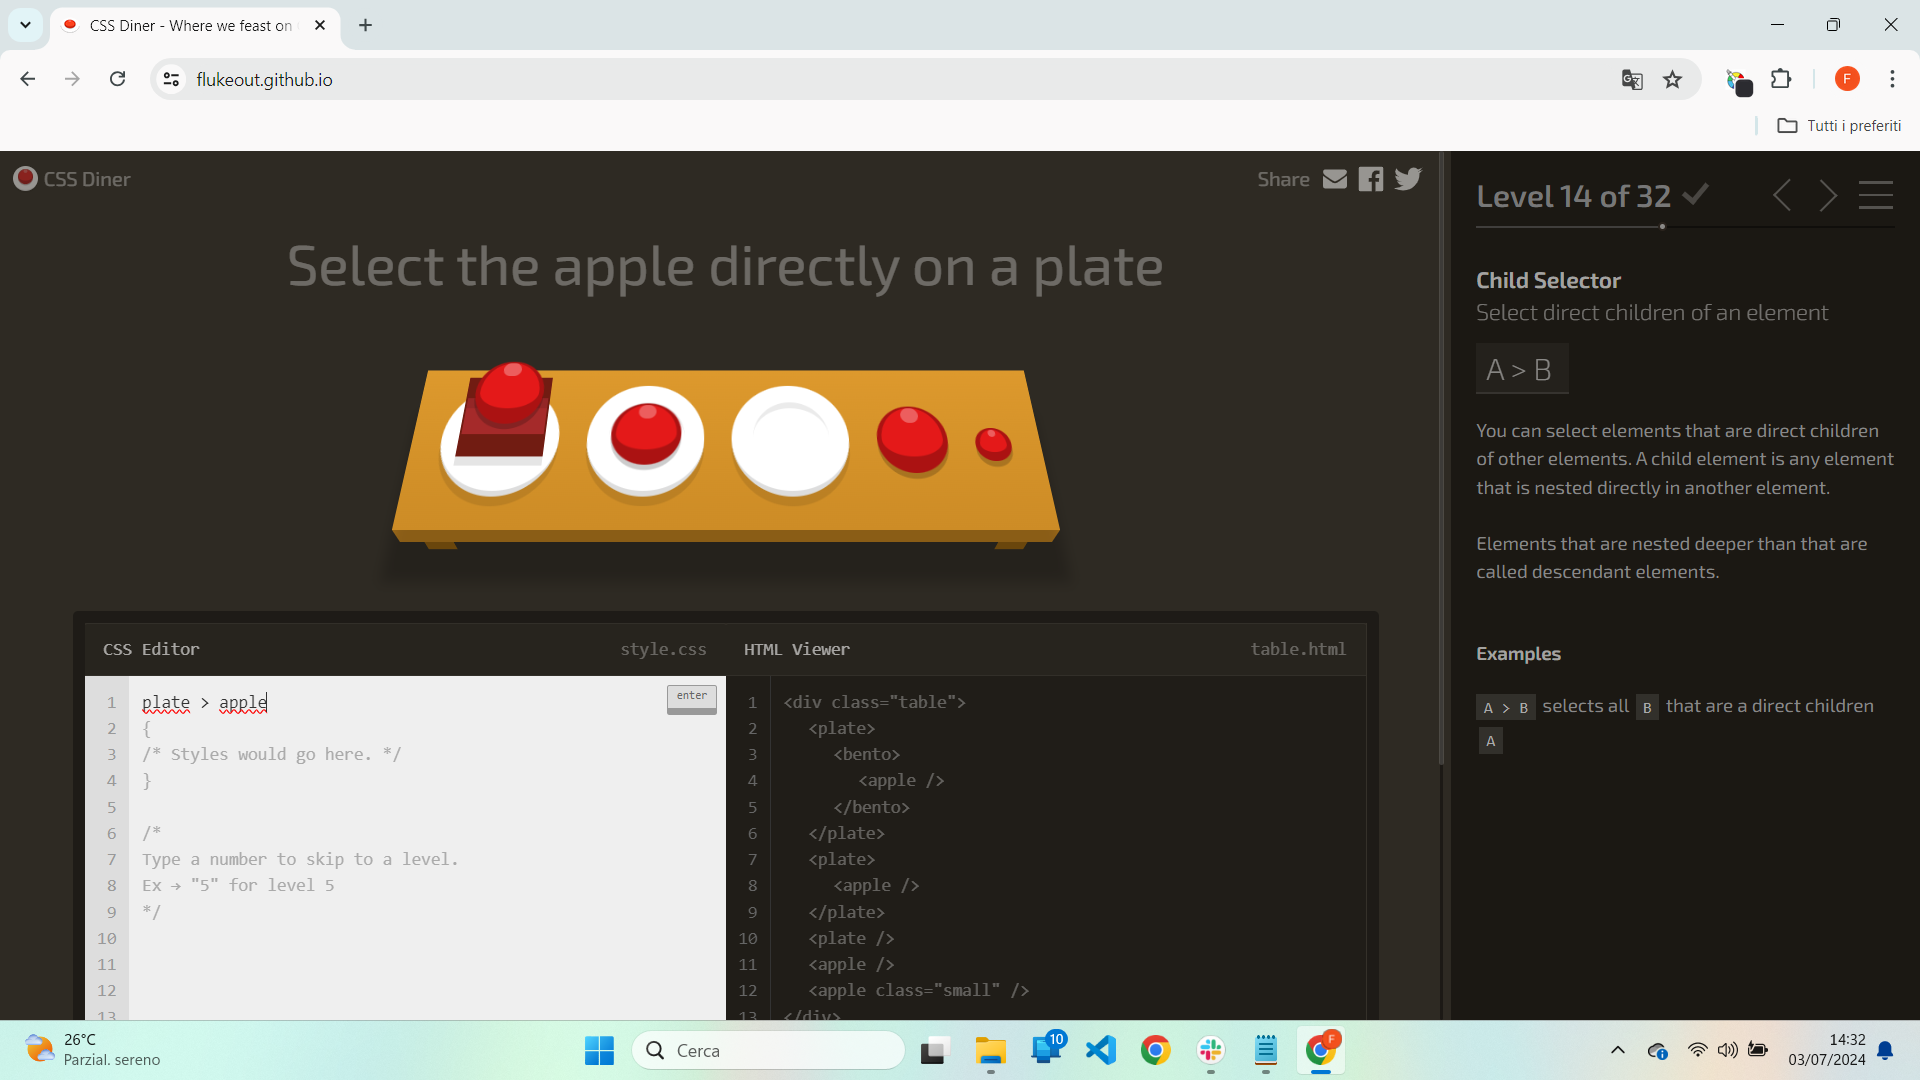 CSS Diner - Where we feast on
flukeout.github.io
F
Tutti i preferiti
CSS Diner
Share
Select the apple directly on a plate
CSS Editor
style.css
1 plate > apple
enter
2 {
3 /* Styles would go here. */
4 }
5
6 /*
7 Type a number to skip to a level.
8 Ex → "5" for level 5
9 */
10
11
12
13
HTML Viewer
table.html
1 <div class="table">
2 <plate>
3 <bento>
4 <apple />
5 </bento>
6 </plate>
7 <plate>
8 <apple />
9 </plate>
10 <plate />
11 <apple />
12 <apple class="small" />
13 </div>
Level 14 of 32
Child Selector
Select direct children of an element
A > B
You can select elements that are direct children
of other elements. A child element is any element
that is nested directly in another element.
Elements that are nested deeper than that are
called descendant elements.
Examples
A > B selects all B that are a direct children
A
26°C
Parzial. sereno
Cerca
10
F
14:32
03/07/2024